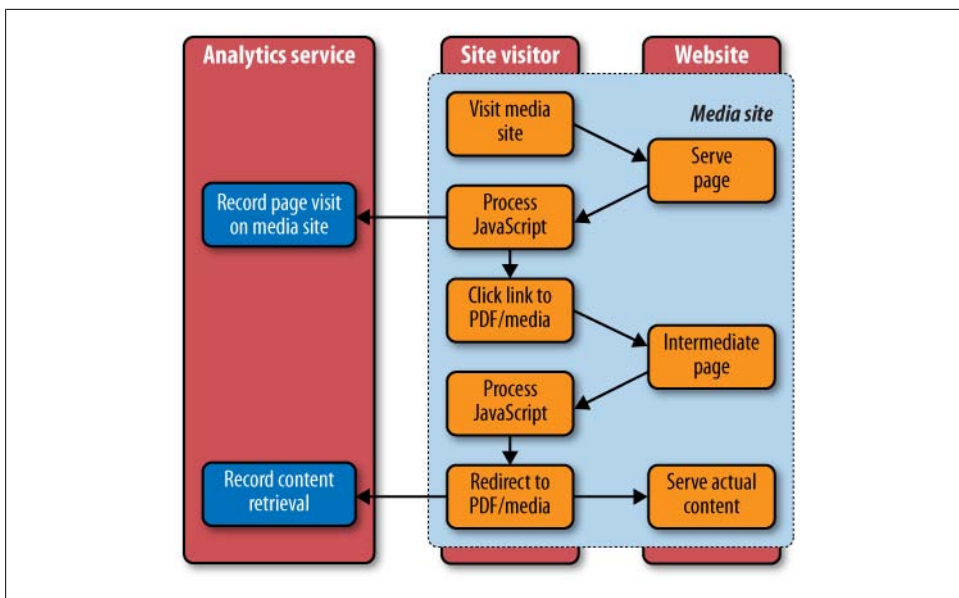 Analytics service
Site visitor
Website
Media site
Visit media
site
Serve
page
Process
JavaScript
Record page visit
on media site
Click link to
PDF/media
Intermediate
page
Process
JavaScript
Redirect to
PDF/media
Record content
retrieval
Serve actual
content